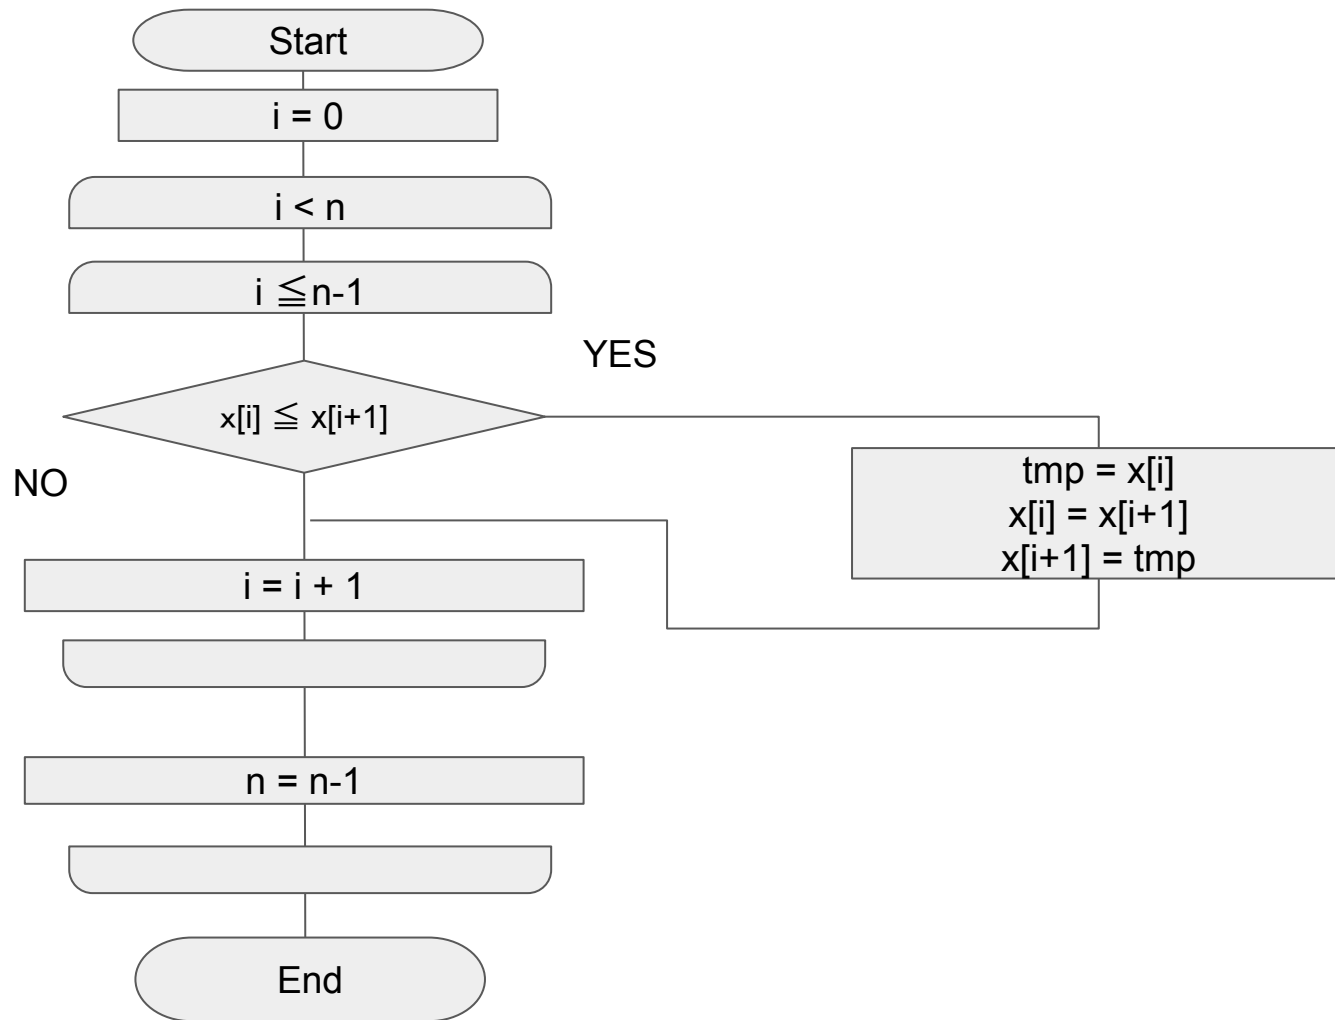 Start
i = 0
i < n
i ≦n-1
YES
x[i] ≦ x[i+1]
NO
tmp = x[i]
x[i] = x[i+1]
x[i+1] = tmp
i = i + 1
n = n-1
End